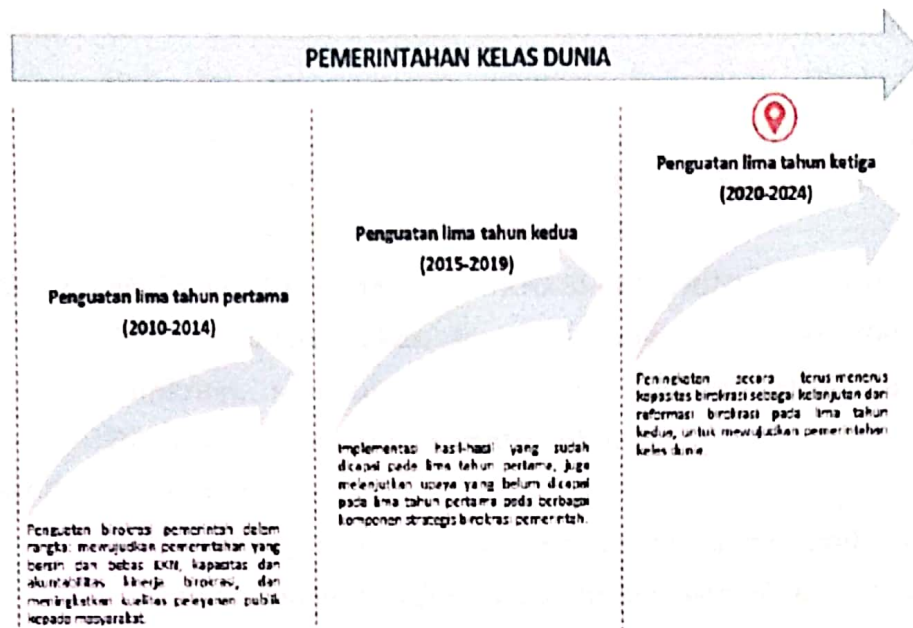 PEMERINTAHAN KELAS DUNIA
Penguatan lima tahun pertama
(2010-2014)
Penguatan birokrasi pemerintah dalam
rangka: mewujudkan pemerintahan yang
bersih dan bebas KKN, kapasitas dan
akuntabilitas kinerja birokrasi, dan
meningkatkan kualitas pelayanan publik
kepada masyarakat.
Penguatan lima tahun kedua
(2015-2019)
Implementasi hasil-hasil yang sudah
dicapai pada lima tahun pertama, juga
melanjutkan upaya yang belum dicapai
pada lima tahun pertama pada berbagai
komponen strategis birokrasi pemerintah.
Penguatan lima tahun ketiga
(2020-2024)
Peningkatan secara terus-menerus
kapasitas birokrasi sebagai kelanjutan dari
reformasi birokrasi pada lima tahun
kedua, untuk mewujudkan pemerintahan
kelas dunia